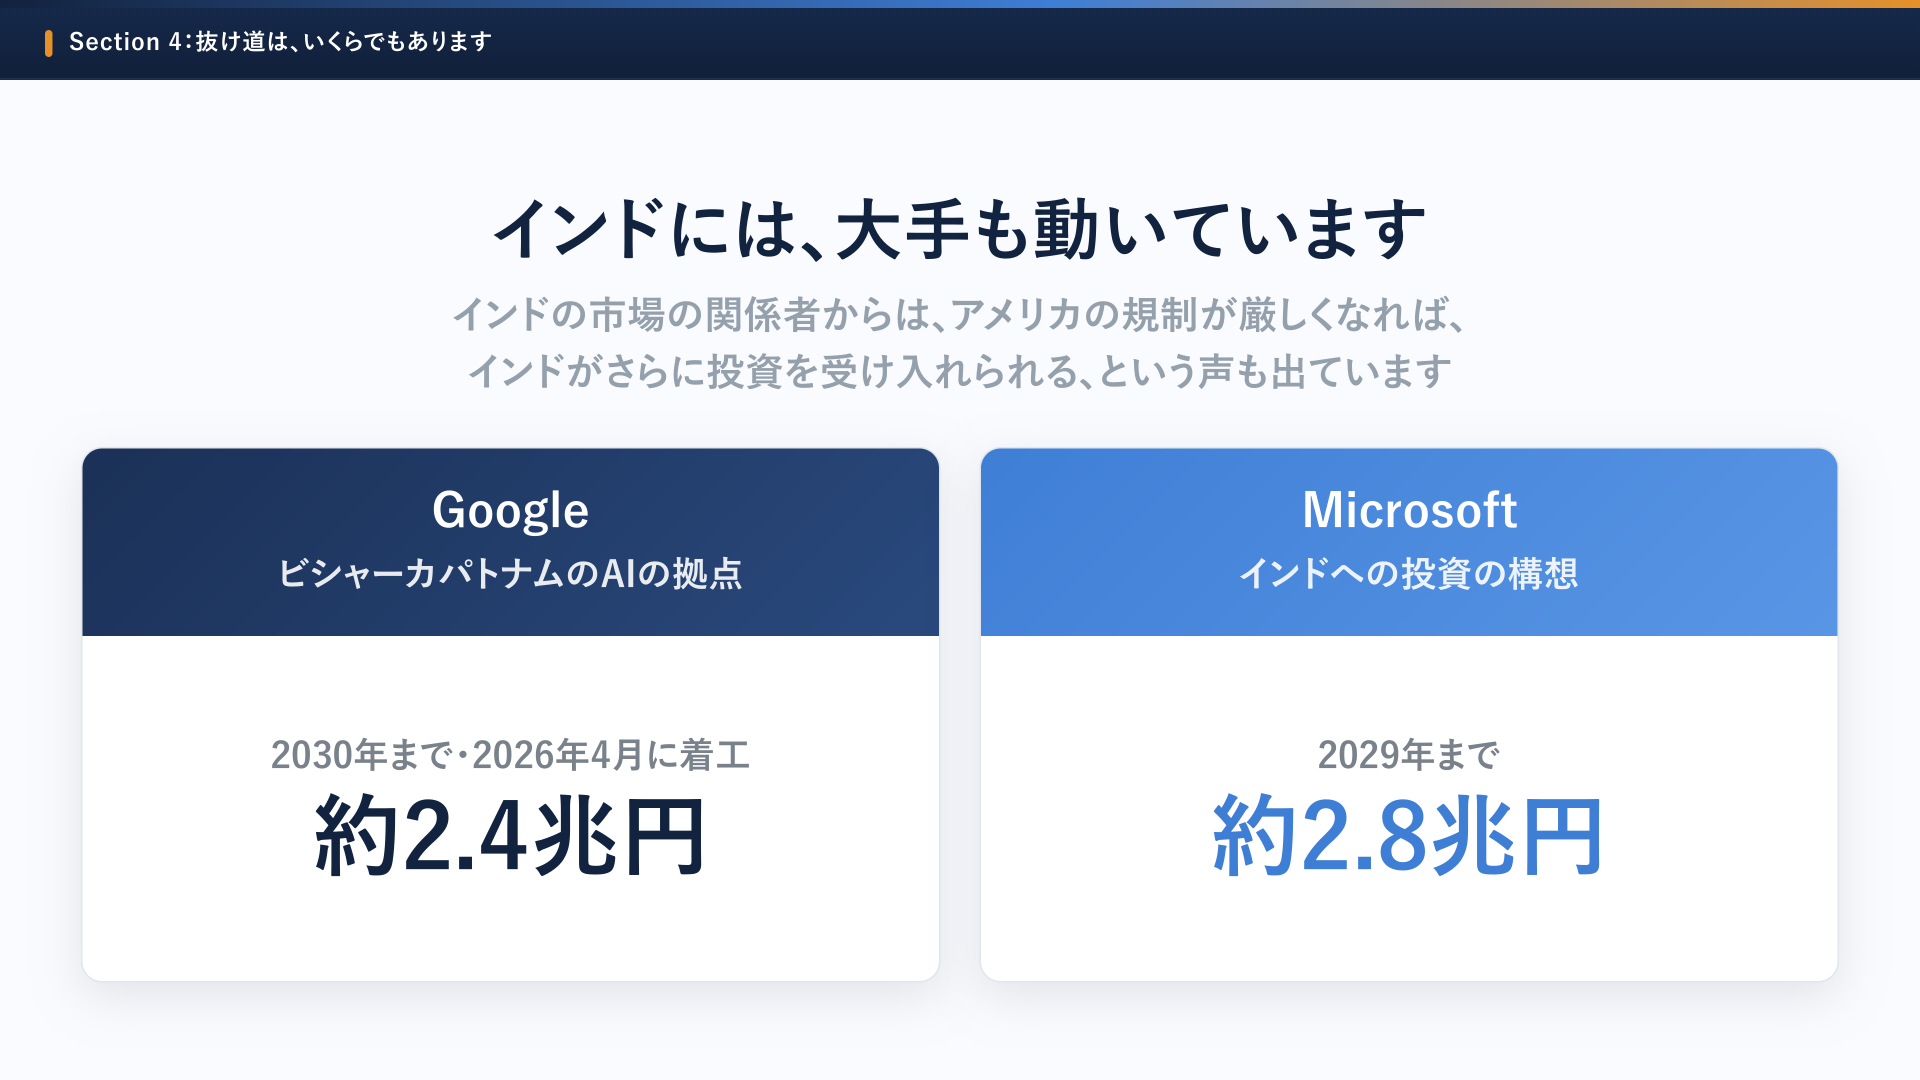 Section 4：抜け道は、いくらでもあります
インドには、大手も動いています
インドの市場の関係者からは、アメリカの規制が厳しくなれば、
インドがさらに投資を受け入れられる、という声も出ています
Google
ビシャーカパトナムのAIの拠点
2030年まで・2026年4月に着工
約2.4兆円
Microsoft
インドへの投資の構想
2029年まで
約2.8兆円